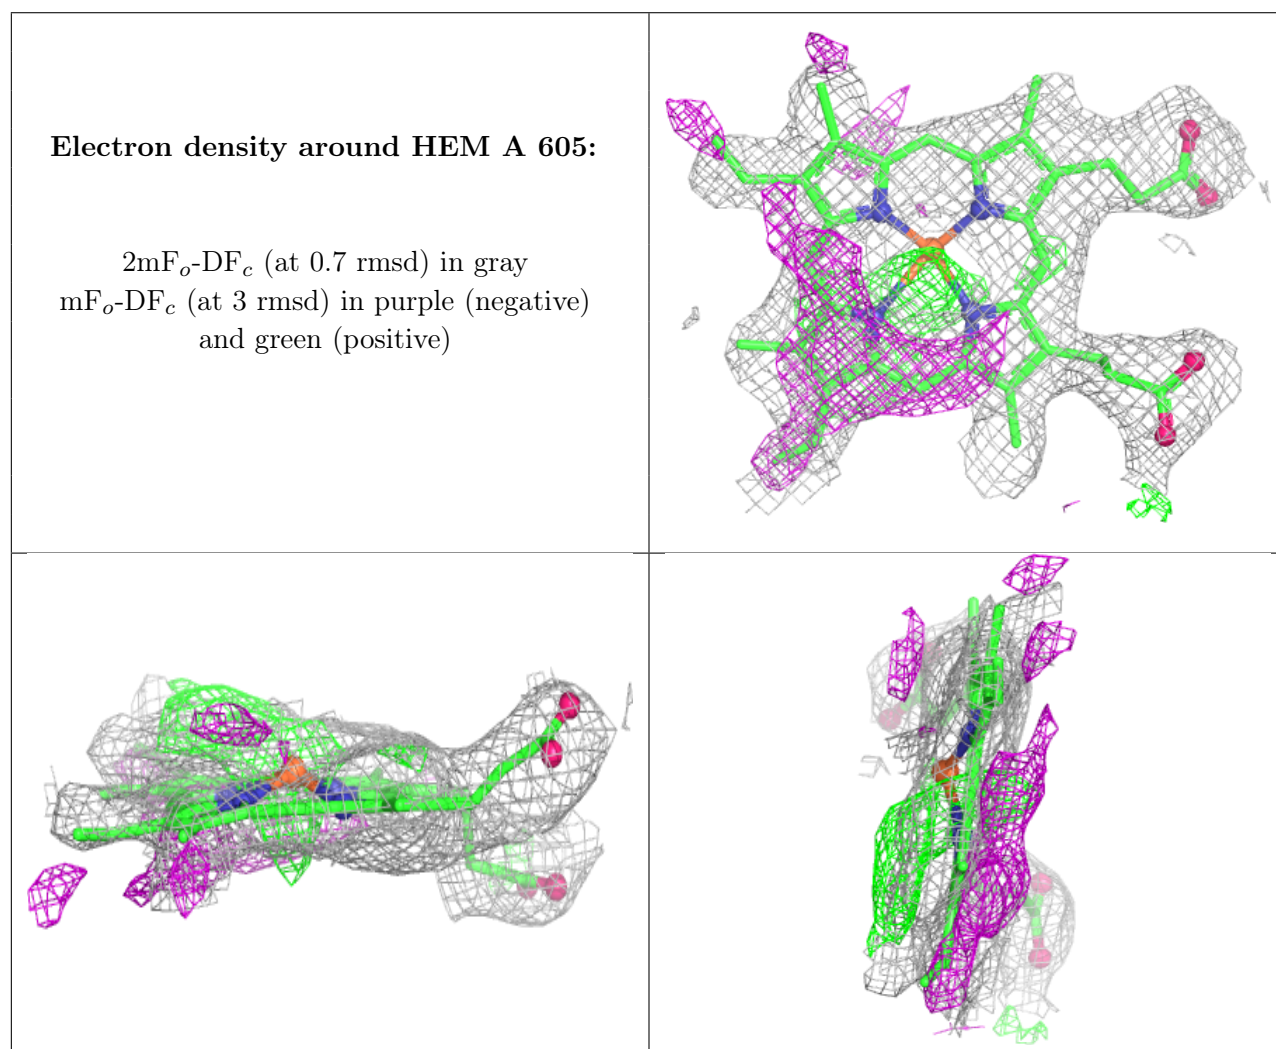 Electron density around HEM A 605:
2mFₒ-DF𝒸 (at 0.7 rmsd) in gray
mFₒ-DF𝒸 (at 3 rmsd) in purple (negative)
and green (positive)